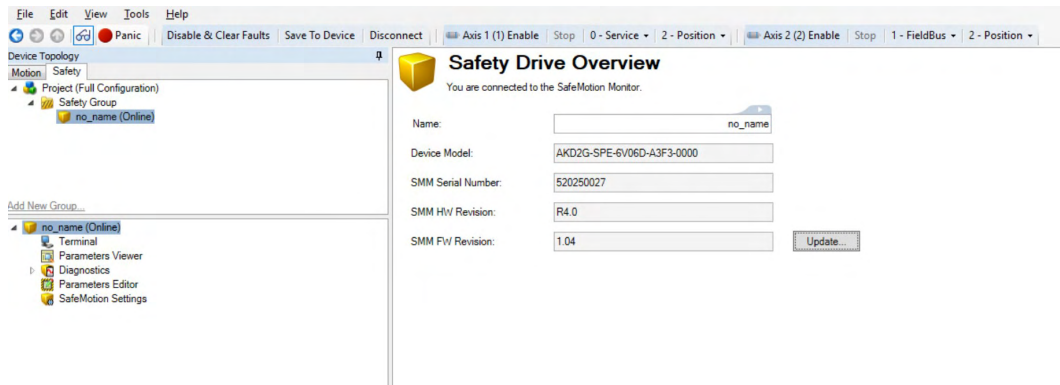 File Edit View Tools Help
Panic Disable & Clear Faults Save To Device Disconnect Axis 1 (1) Enable Stop 0 - Service 2 - Position Axis 2 (2) Enable Stop 1 - FieldBus 2 - Position
Device Topology
Motion Safety
Project (Full Configuration)
Safety Group
no_name (Online)
Add New Group...
no_name (Online)
Terminal
Parameters Viewer
Diagnostics
Parameters Editor
SafeMotion Settings
Safety Drive Overview
You are connected to the SafeMotion Monitor.
Name: no_name
Device Model: AKD2G-SPE-6V06D-A3F3-0000
SMM Serial Number: 520250027
SMM HW Revision: R4.0
SMM FW Revision: 1.04 Update...